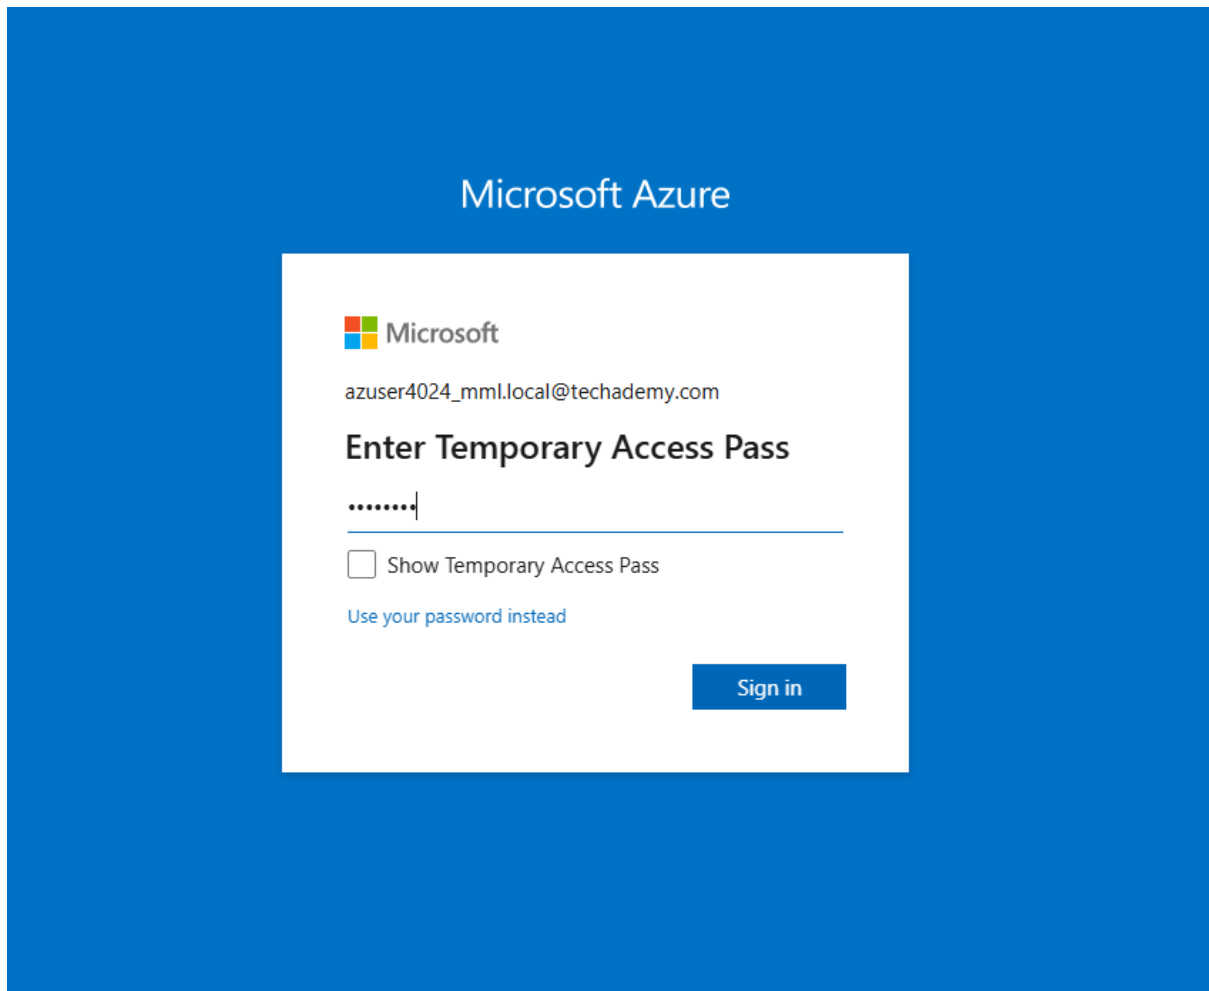 Microsoft Azure
Microsoft
azuser4024_mml.local@techademy.com
Enter Temporary Access Pass
••••••••
Show Temporary Access Pass
Use your password instead
Sign in